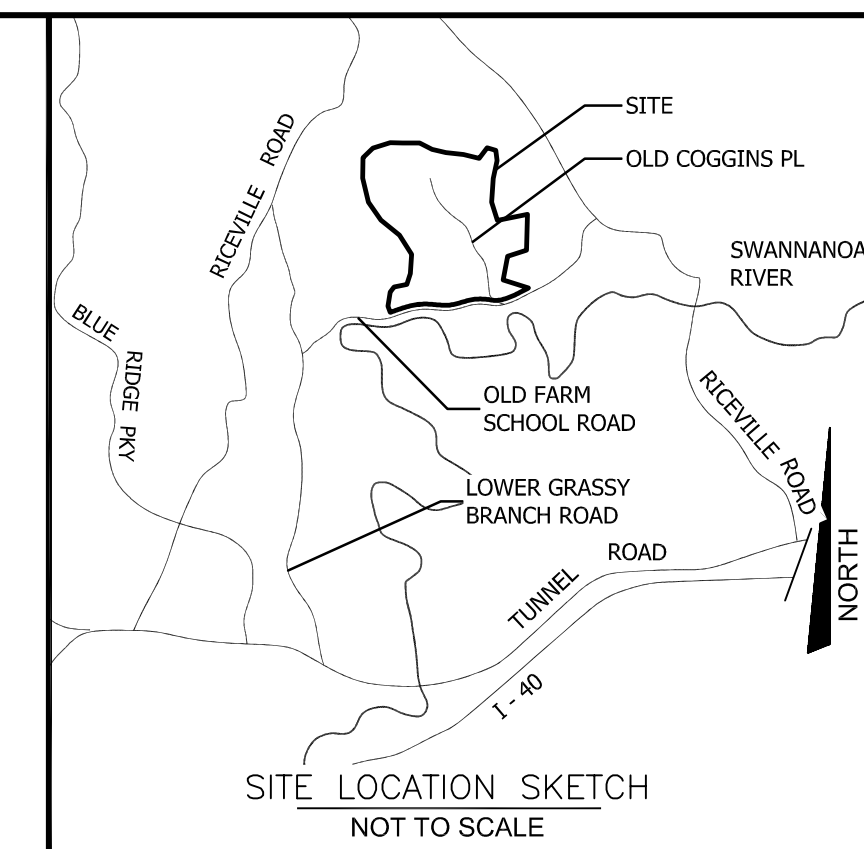 SITE
RICEVILLE ROAD
OLD COGGINS PL
SWANNANOA
RIVER
BLUE RIDGE PKY
OLD FARM
SCHOOL ROAD
RICEVILLE ROAD
LOWER GRASSY
BRANCH ROAD
TUNNEL ROAD
NORTH
I - 40
SITE LOCATION SKETCH
NOT TO SCALE